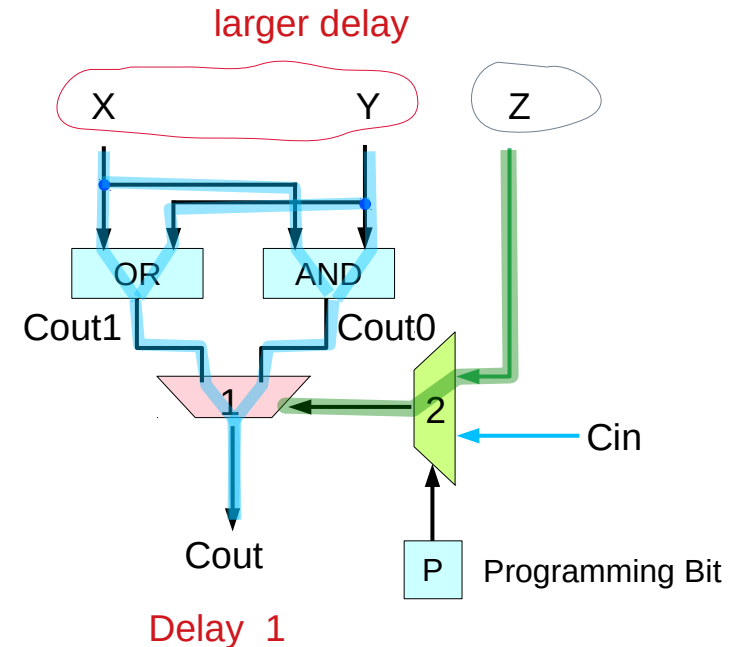 larger delay
X Y Z
OR AND
Cout1 Cout0
1 2
Cin
Cout
P Programming Bit
Delay 1